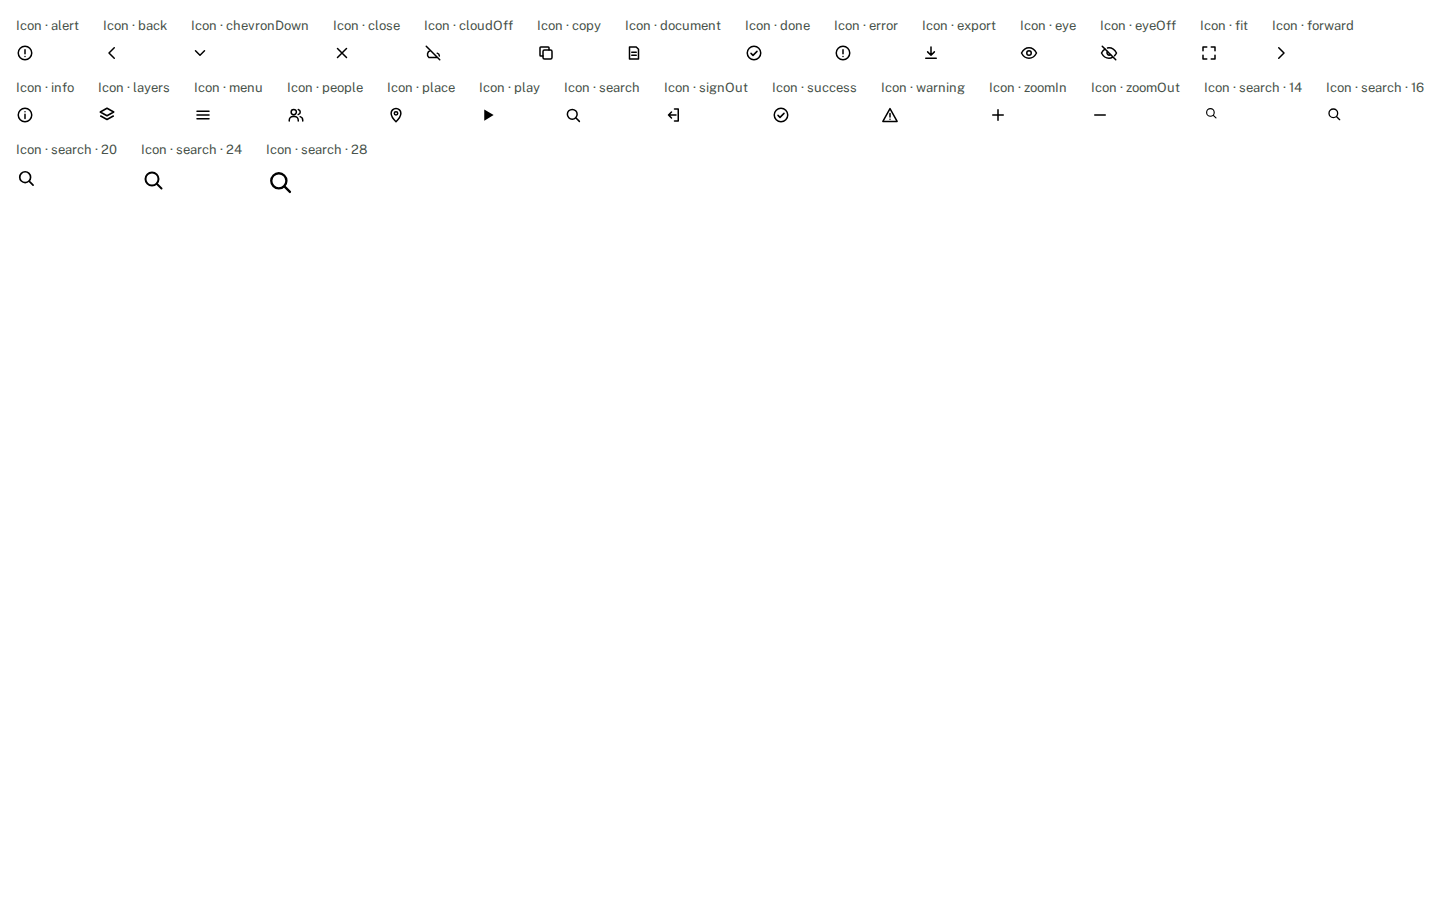 Icon · alert Icon · back Icon · chevronDown Icon · close Icon · cloudOff Icon · copy Icon · document Icon · done Icon · error Icon · export Icon · eye Icon · eyeOff Icon · fit Icon · forward
Icon · info Icon · layers Icon · menu Icon · people Icon · place Icon · play Icon · search Icon · signOut Icon · success Icon · warning Icon · zoomIn Icon · zoomOut Icon · search · 14 Icon · search · 16
Icon · search · 20 Icon · search · 24 Icon · search · 28